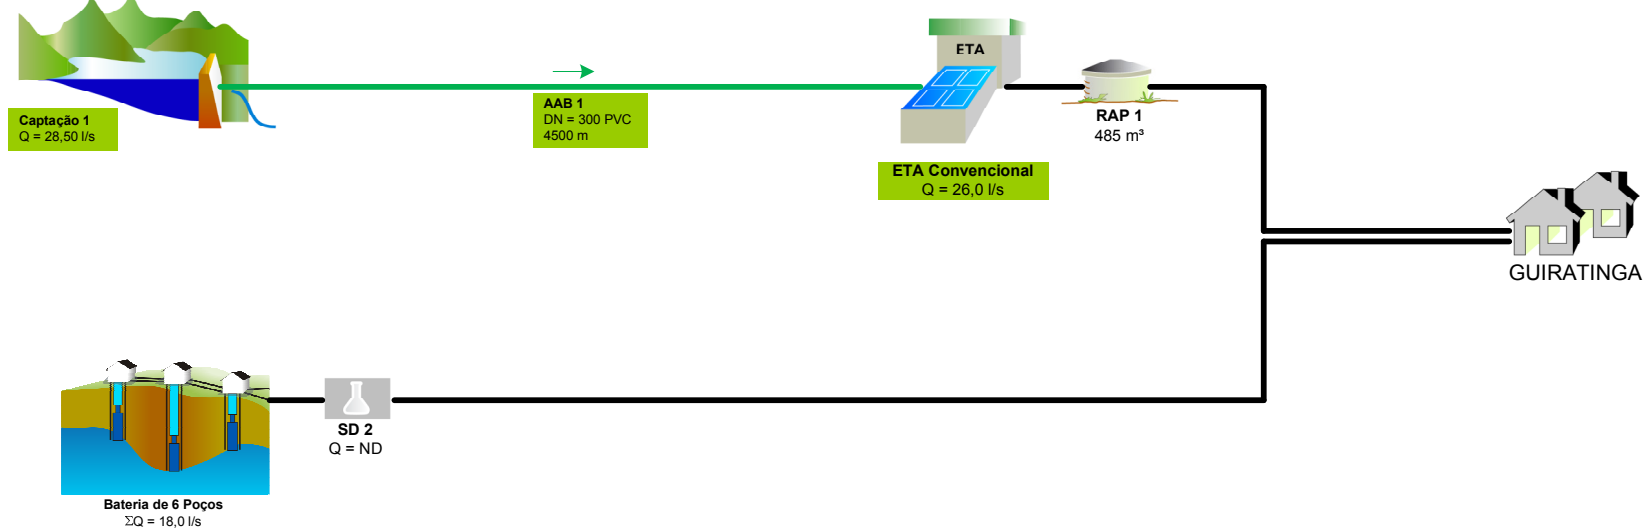 Captação 1
Q = 28,50 l/s
AAB 1
DN = 300 PVC
4500 m
ETA
ETA Convencional
Q = 26,0 l/s
RAP 1
485 m³
GUIRATINGA
SD 2
Q = ND
Bateria de 6 Poços
ΣQ = 18,0 l/s